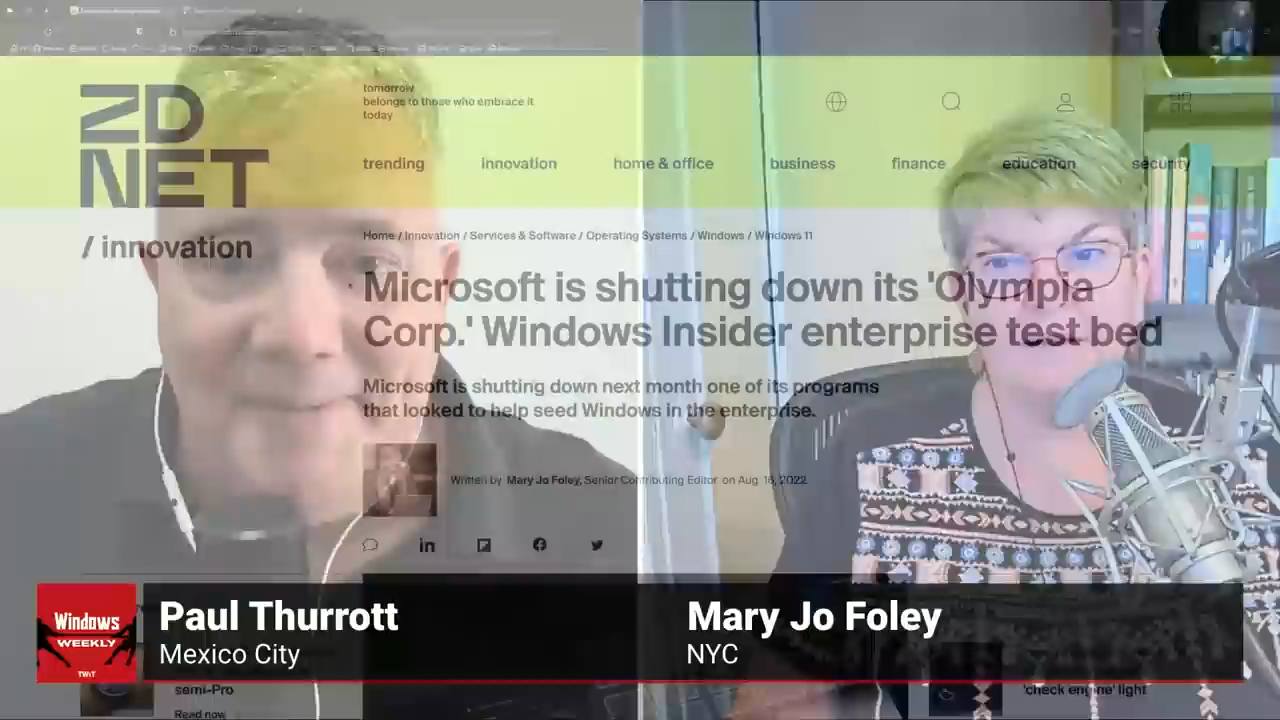 ZD
NET
tomorrow
belongs to those who embrace it
today
trending
innovation
home & office
business
finance
education
security
/ innovation
Home / Innovation / Services & Software / Operating Systems / Windows / Windows 11
Microsoft is shutting down its 'Olympia
Corp.' Windows Insider enterprise test bed
Microsoft is shutting down next month one of its programs
that looked to help seed Windows in the enterprise.
Written by Mary Jo Foley, Senior Contributing Editor on Aug. 16, 2022
in
Windows
WEEKLY
TWiT
Paul Thurrott
Mexico City
Mary Jo Foley
NYC
semi-Pro
Read now
'check engine' light